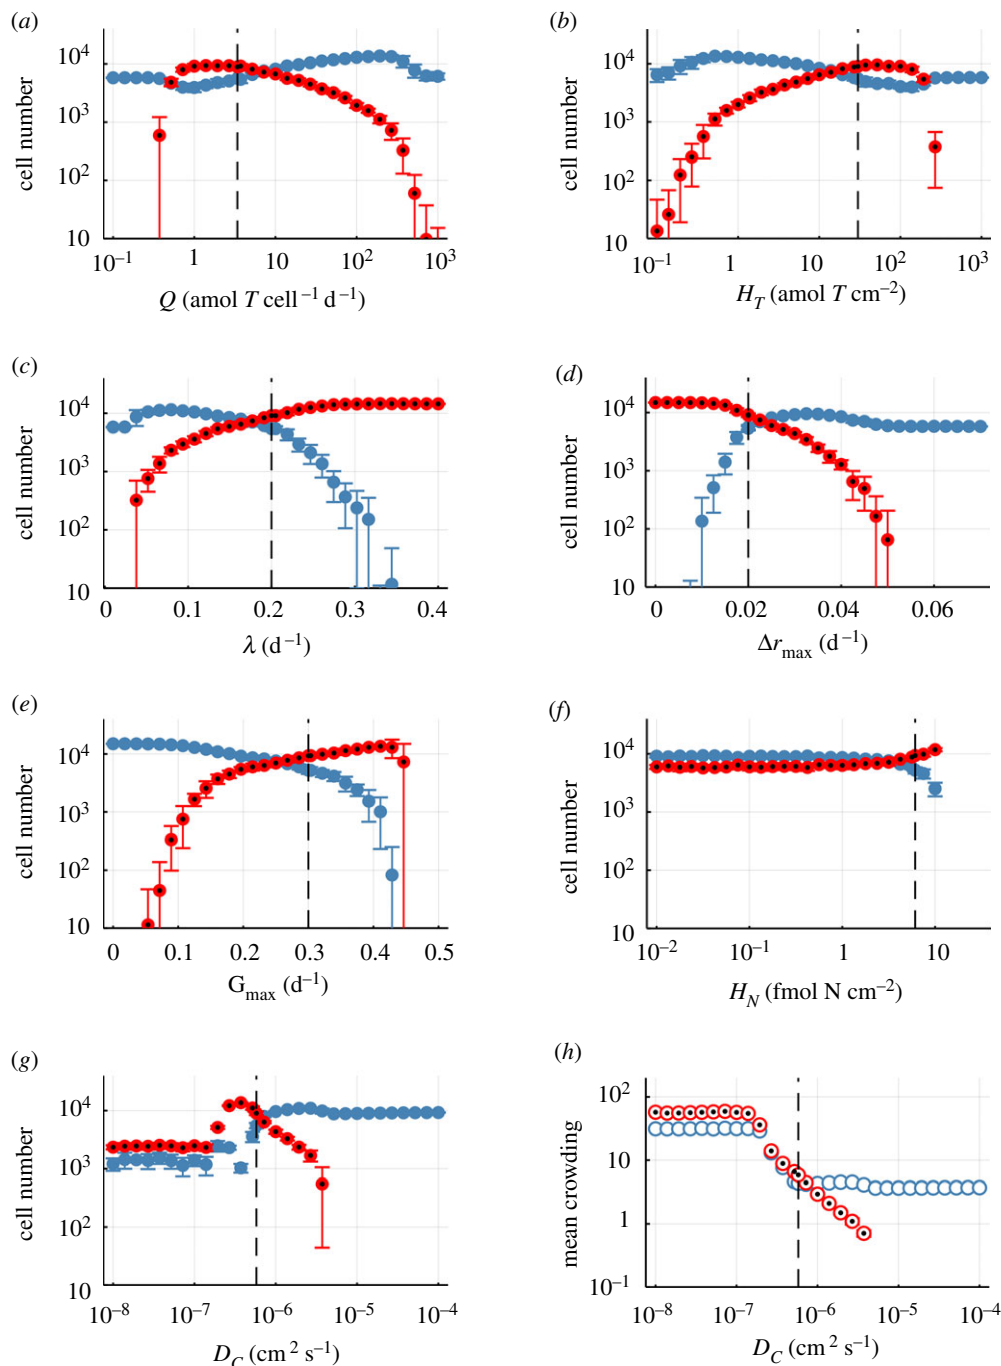 (a)
10⁴
10³
10²
10
cell number
10⁻¹ 1 10 10² 10³
Q (amol T cell⁻¹ d⁻¹)
(b)
10⁴
10³
10²
10
cell number
10⁻¹ 1 10 10² 10³
H_T (amol T cm⁻²)
(c)
10⁴
10³
10²
10
cell number
0 0.1 0.2 0.3 0.4
λ (d⁻¹)
(d)
10⁴
10³
10²
10
cell number
0 0.02 0.04 0.06
Δr_max (d⁻¹)
(e)
10⁴
10³
10²
10
cell number
0 0.1 0.2 0.3 0.4 0.5
G_max (d⁻¹)
(f)
10⁴
10³
10²
10
cell number
10⁻² 10⁻¹ 1 10
H_N (fmol N cm⁻²)
(g)
10⁴
10³
10²
10
cell number
10⁻⁸ 10⁻⁷ 10⁻⁶ 10⁻⁵ 10⁻⁴
D_C (cm² s⁻¹)
(h)
10²
10
1
10⁻¹
mean crowding
10⁻⁸ 10⁻⁷ 10⁻⁶ 10⁻⁵ 10⁻⁴
D_C (cm² s⁻¹)